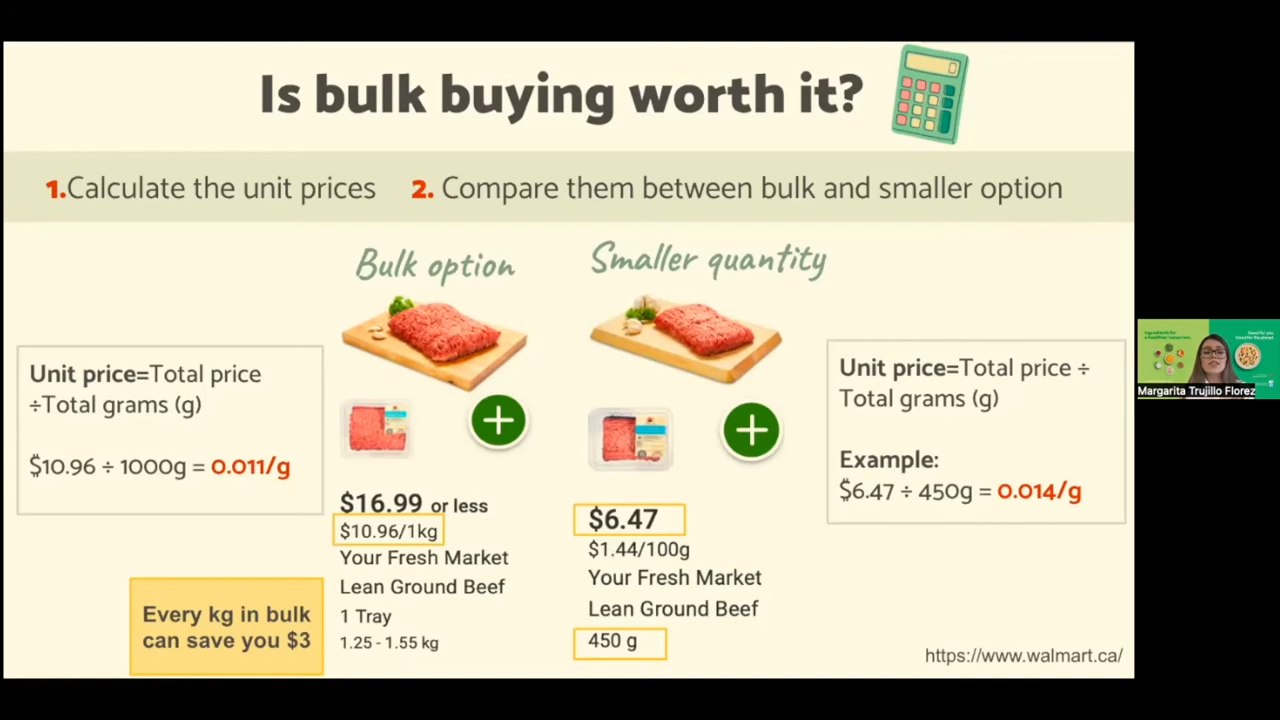 Is bulk buying worth it?
1.Calculate the unit prices
2. Compare them between bulk and smaller option
Bulk option
Smaller quantity
Unit price=Total price
÷Total grams (g)
$10.96 ÷ 1000g = 0.011/g
$16.99 or less
$10.96/1kg
Your Fresh Market
Lean Ground Beef
1 Tray
1.25 - 1.55 kg
Every kg in bulk
can save you $3
$6.47
$1.44/100g
Your Fresh Market
Lean Ground Beef
450 g
Unit price=Total price ÷
Total grams (g)
Example:
$6.47 ÷ 450g = 0.014/g
https://www.walmart.ca/
Margarita Trujillo Florez